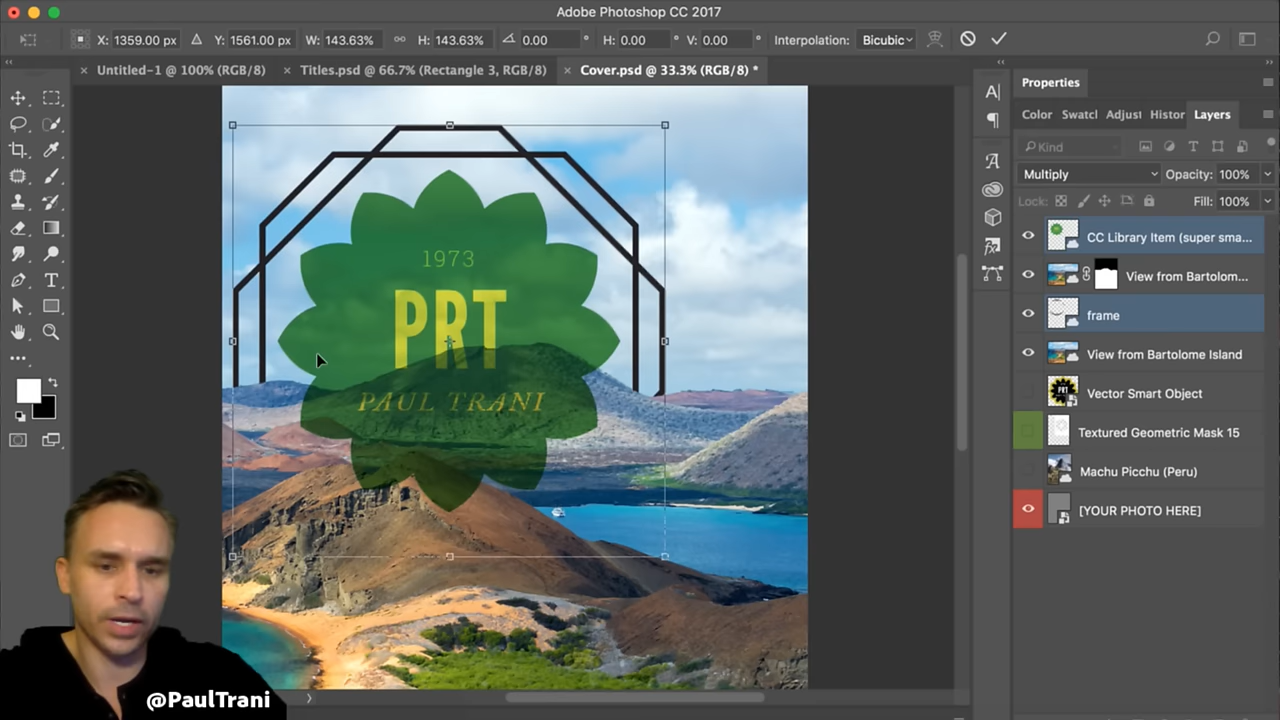 Adobe Photoshop CC 2017
X: 1359.00 px Y: 1561.00 px W: 143.63% H: 143.63% 0.00 ° H: 0.00 ° V: 0.00 ° Interpolation: Bicubic
× Untitled-1 @ 100% (RGB/8) × Titles.psd @ 66.7% (Rectangle 3, RGB/8) × Cover.psd @ 33.3% (RGB/8) *
Properties
Color Swatcl Adjust Histor Layers
Kind
Multiply Opacity: 100%
Lock: Fill: 100%
CC Library Item (super sma...
View from Bartolom...
frame
View from Bartolome Island
Vector Smart Object
Textured Geometric Mask 15
Machu Picchu (Peru)
[YOUR PHOTO HERE]
1973
PRT
PAUL TRANI
@PaulTrani